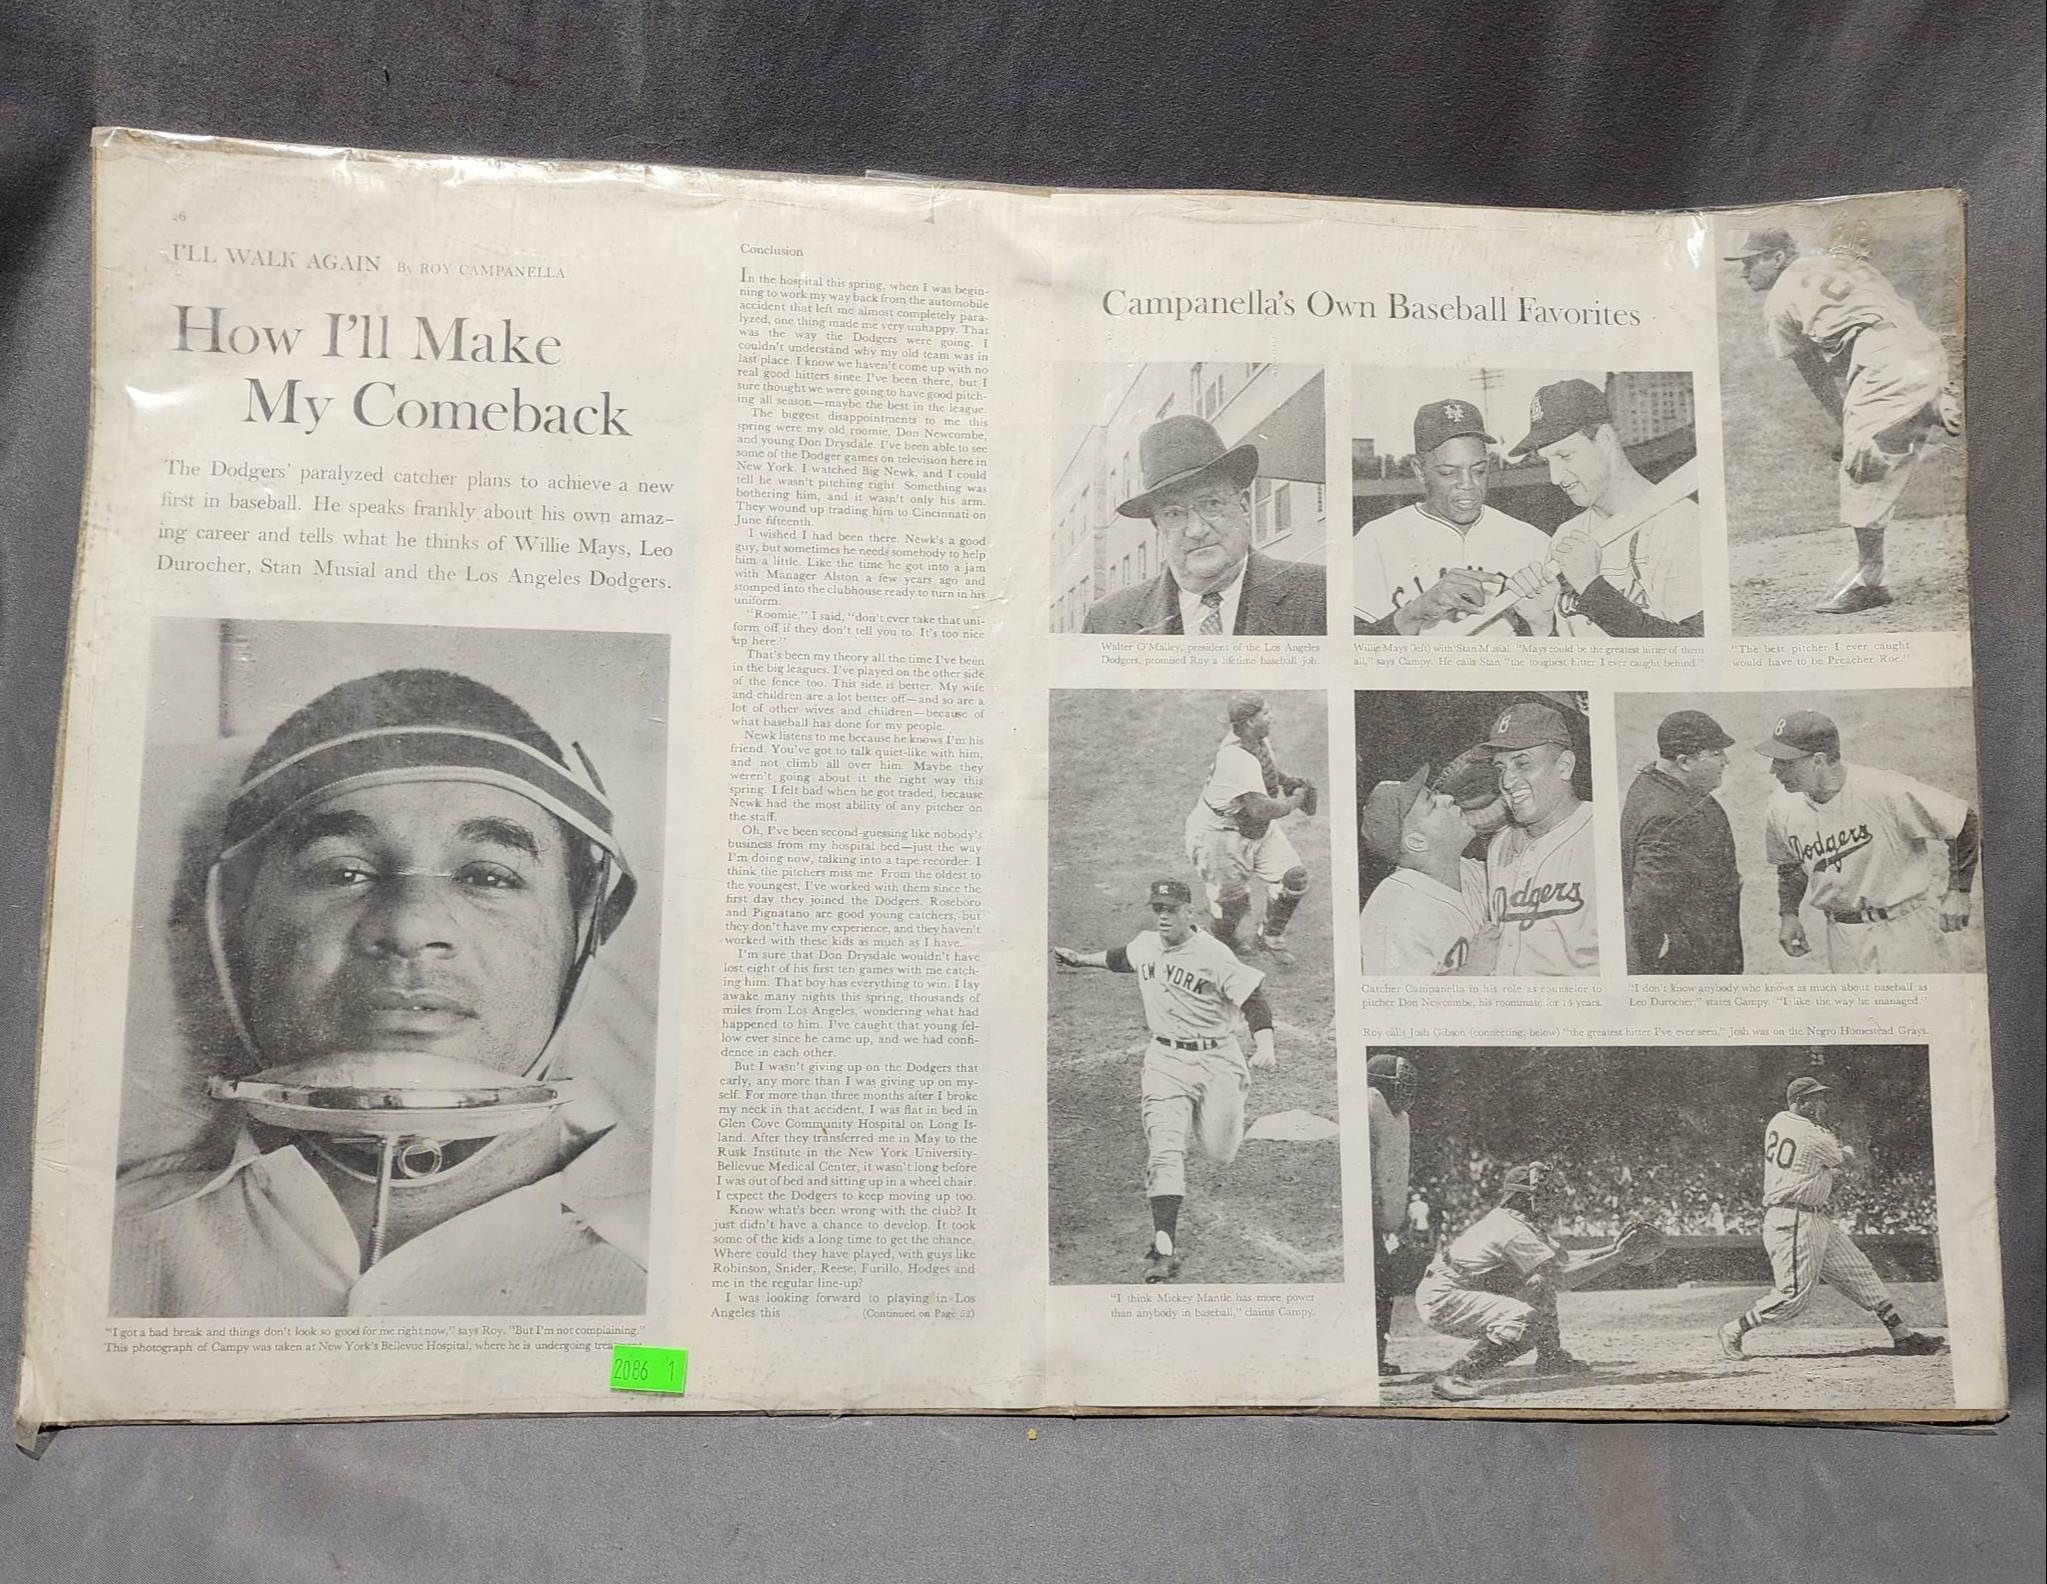 26
I'LL WALK AGAIN By ROY CAMPANELLA
How I'll Make
My Comeback
The Dodgers' paralyzed catcher plans to achieve a new
first in baseball. He speaks frankly about his own amaz-
ing career and tells what he thinks of Willie Mays, Leo
Durocher, Stan Musial and the Los Angeles Dodgers.
"I got a bad break and things don't look so good for me right now," says Roy. "But I'm not complaining."
This photograph of Campy was taken at New York's Bellevue Hospital, where he is undergoing
2086 1
Conclusion
In the hospital this spring, when I was begin-
ning to work my way back from the automobile
accident that left me almost completely para-
lyzed, one thing made me very unhappy. That
was the way the Dodgers were going. I
couldn't understand why my old team was in
last place. I know we haven't come up with no
real good hitters since I've been there, but I
sure thought we were going to have good pitch-
ing all season—maybe the best in the league.
The biggest disappointments to me this
spring were my old roomie, Don Newcombe,
and young Don Drysdale. I've been able to see
some of the Dodger games on television here in
New York. I watched Big Newk, and I could
tell he wasn't pitching right. Something was
bothering him, and it wasn't only his arm.
They wound up trading him to Cincinnati on
June fifteenth.
I wished I had been there. Newk's a good
guy, but sometimes he needs somebody to help
him a little. Like the time he got into a jam
with Manager Alston a few years ago and
stomped into the clubhouse ready to turn in his
uniform.
"Roomie," I said, "don't ever take that uni-
form off if they don't tell you to. It's too nice
up here."
That's been my theory all the time I've been
in the big leagues. I've played on the other side
of the fence too. This side is better. My wife
and children are a lot better off—and so are a
lot of other wives and children—because of
what baseball has done for my people.
Newk listens to me because he knows I'm his
friend. You've got to talk quiet-like with him,
and not climb all over him. Maybe they
weren't going about it the right way this
spring. I felt bad when he got traded, because
Newk had the most ability of any pitcher on
the staff.
Oh, I've been second-guessing like nobody's
business from my hospital bed—just the way
I'm doing now, talking into a tape recorder. I
think the pitchers miss me. From the oldest to
the youngest, I've worked with them since the
first day they joined the Dodgers. Roseboro
and Pignatano are good young catchers, but
they don't have my experience, and they haven't
worked with these kids as much as I have.
I'm sure that Don Drysdale wouldn't have
lost eight of his first ten games with me catch-
ing him. That boy has everything to win. I lay
awake many nights this spring, thousands of
miles from Los Angeles, wondering what had
happened to him. I've caught that young fel-
low ever since he came up, and we had confi-
dence in each other.
But I wasn't giving up on the Dodgers that
early, any more than I was giving up on my-
self. For more than three months after I broke
my neck in that accident, I was flat in bed in
Glen Cove Community Hospital on Long Is-
land. After they transferred me in May to the
Rusk Institute in the New York University-
Bellevue Medical Center, it wasn't long before
I was out of bed and sitting up in a wheel chair.
I expect the Dodgers to keep moving up too.
Know what's been wrong with the club? It
just didn't have a chance to develop. It took
some of the kids a long time to get the chance.
Where could they have played, with guys like
Robinson, Snider, Reese, Furillo, Hodges and
me in the regular line-up?
I was looking forward to playing in Los
Angeles this (Continued on Page 52)
Campanella's Own Baseball Favorites
Walter O'Malley, president of the Los Angeles
Dodgers, promised Roy a lifetime baseball job.
NY
Willie Mays (left) with Stan Musial. "Mays could be the greatest hitter of them
all," says Campy. He calls Stan "the toughest hitter I ever caught behind."
2
"The best pitcher I ever caught
would have to be Preacher Roe."
NY
EW YORK
"I think Mickey Mantle has more power
than anybody in baseball," claims Campy.
B
Dodgers
D
Catcher Campanella in his role as counselor to
pitcher Don Newcombe, his roommate for 14 years.
B
Dodgers
"I don't know anybody who knows as much about baseball as
Leo Durocher," states Campy. "I like the way he managed."
Roy calls Josh Gibson (connecting, below) "the greatest hitter I've ever seen." Josh was on the Negro Homestead Grays.
20